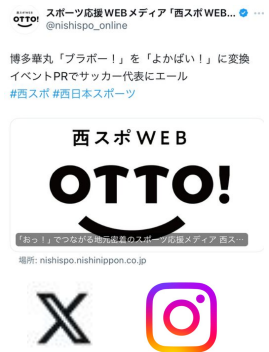 スポーツ応援WEBメディア「西スポWEB...
@nishispo_online
博多華丸「ブラボー！」を「よかばい！」に変換
イベントPRでサッカー代表にエール
#西スポ #西日本スポーツ
西スポWEB
OTTO!
「おっ！」でつながる地元密着のスポーツ応援メディア 西ス…
場所: nishispo.nishinippon.co.jp